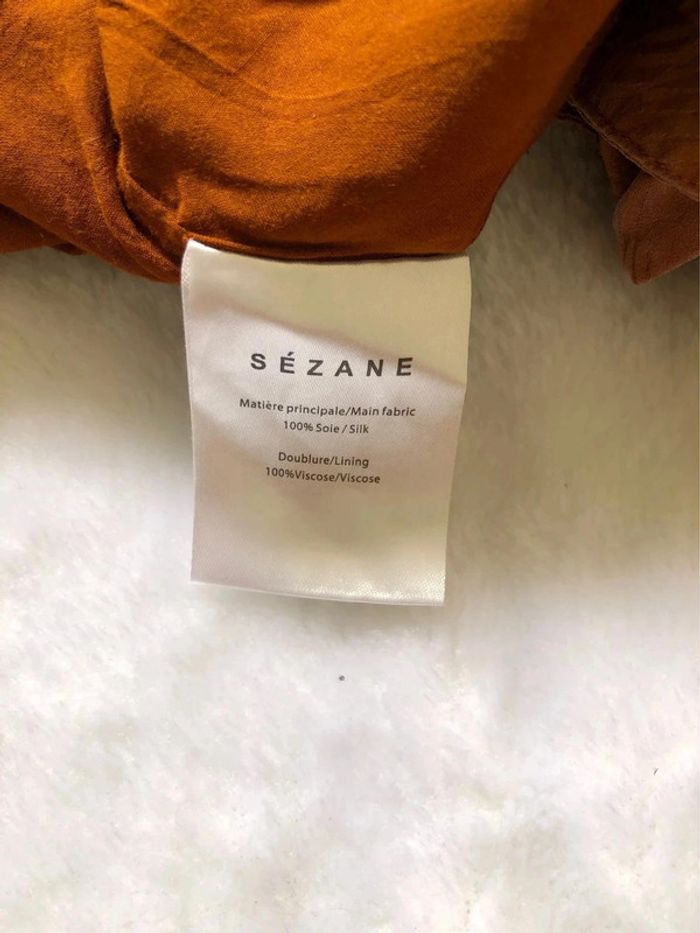 SÉZANE
Matière principale/Main fabric
100% Soie / Silk
Doublure/Lining
100%Viscose/Viscose